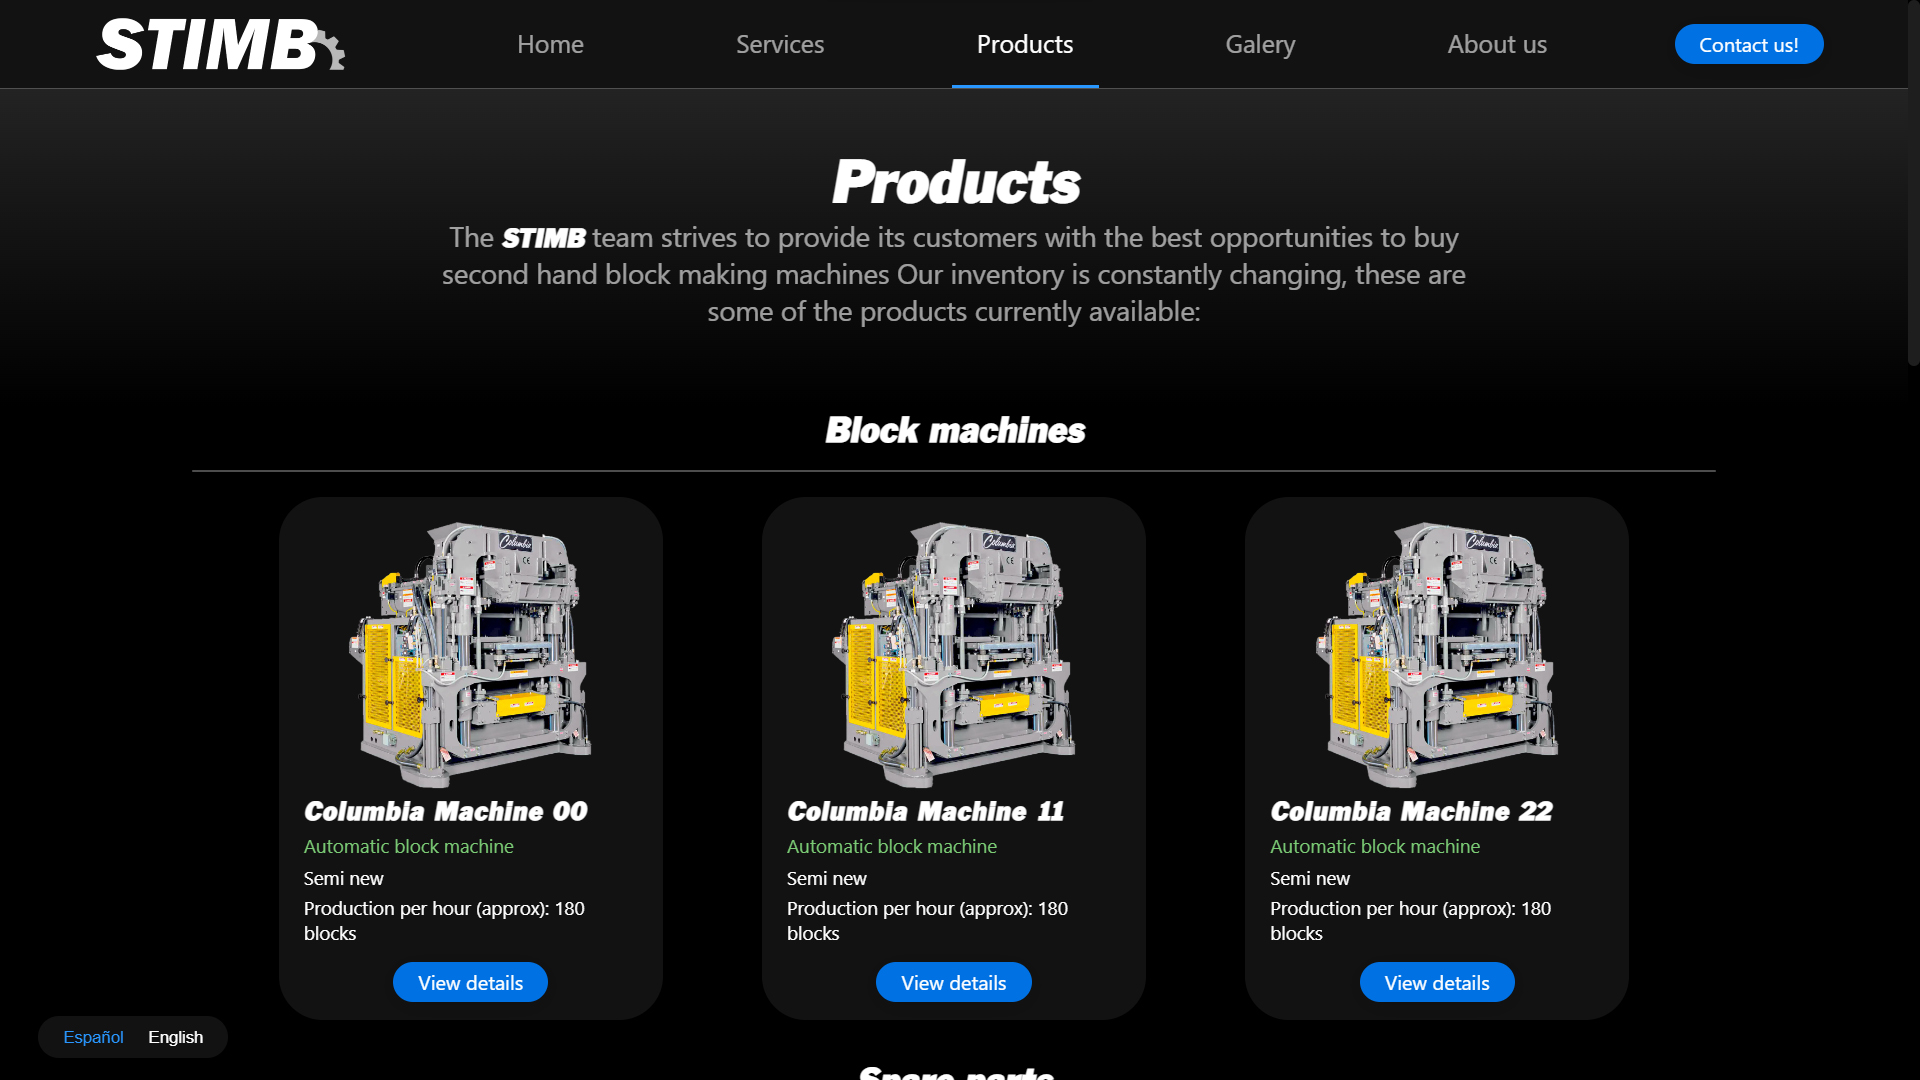 STIMB
Home
Services
Products
Galery
About us
Contact us!
Products
The STIMB team strives to provide its customers with the best opportunities to buy
second hand block making machines Our inventory is constantly changing, these are
some of the products currently available:
Block machines
Columbia
CE
Columbia
CE
Columbia
CE
Columbia Machine 00
Automatic block machine
Semi new
Production per hour (approx): 180
blocks
View details
Columbia Machine 11
Automatic block machine
Semi new
Production per hour (approx): 180
blocks
View details
Columbia Machine 22
Automatic block machine
Semi new
Production per hour (approx): 180
blocks
View details
Español
English
Spare parts